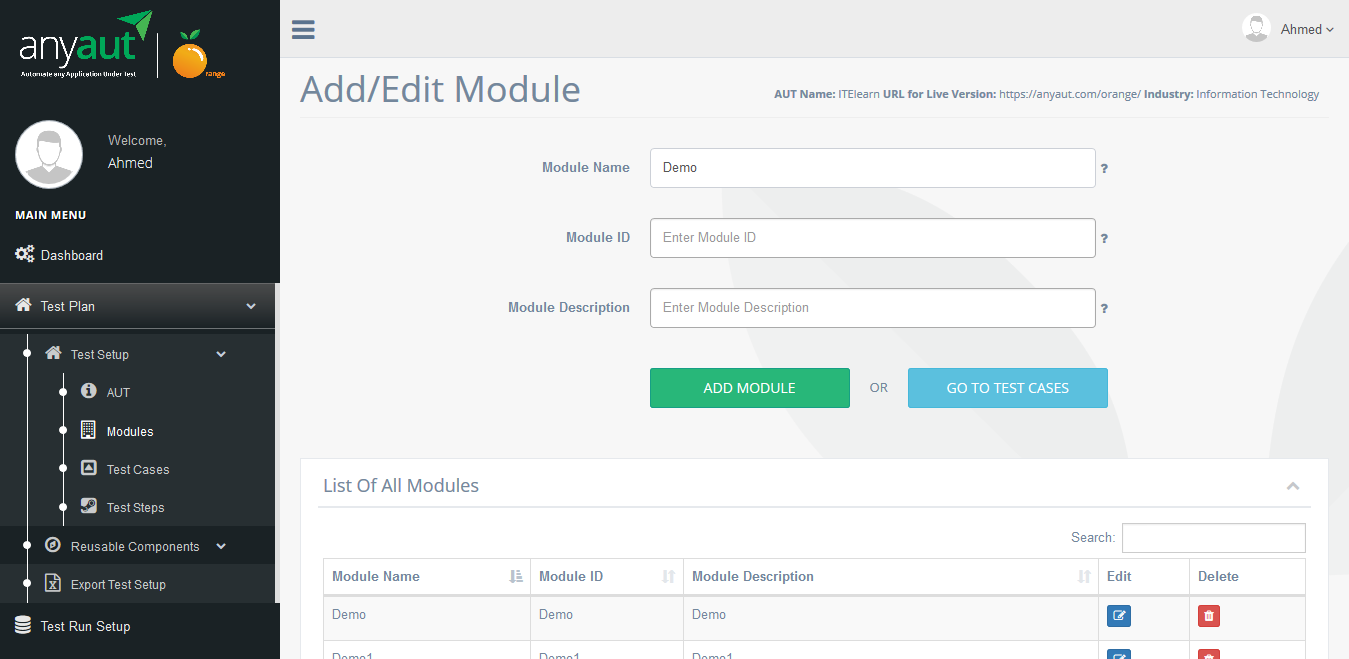 anyaut
Automate any Application Under Test
range
Ahmed
Welcome,
Ahmed
MAIN MENU
Dashboard
Test Plan
Test Setup
AUT
Modules
Test Cases
Test Steps
Reusable Components
Export Test Setup
Test Run Setup
Add/Edit Module
AUT Name: ITElearn URL for Live Version: https://anyaut.com/orange/ Industry: Information Technology
Module Name Demo ?
Module ID Enter Module ID ?
Module Description Enter Module Description ?
ADD MODULE OR GO TO TEST CASES
List Of All Modules
Search:
Module Name Module ID Module Description Edit Delete
Demo Demo Demo
Demo1 Demo1 Demo1